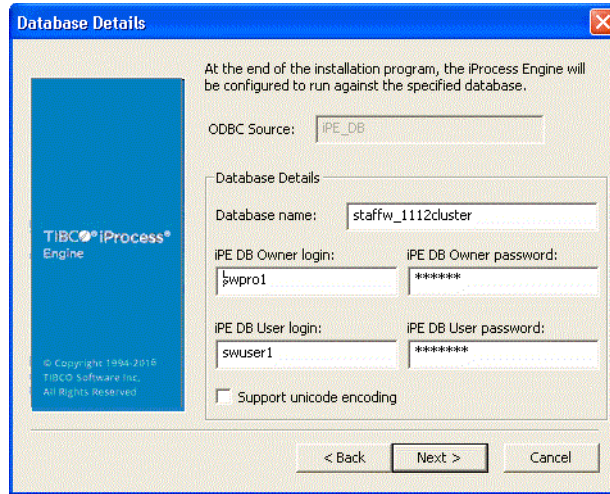 Database Details
At the end of the installation program, the iProcess Engine will
be configured to run against the specified database.
ODBC Source: iPE_DB
Database Details
Database name: staffw_1112cluster
iPE DB Owner login: iPE DB Owner password:
swpro1 ******
iPE DB User login: iPE DB User password:
swuser1 *******
Support unicode encoding
TIBCO® iProcess®
Engine
© Copyright 1994-2016
TIBCO Software Inc.
All Rights Reserved
< Back Next > Cancel